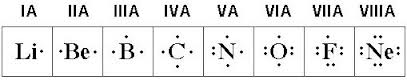 IA IIA IIIA IVA VA VIA VIIA VIIIA
Li· ·Be· ·B· ·C· ·N· :O: :F: :Ne: